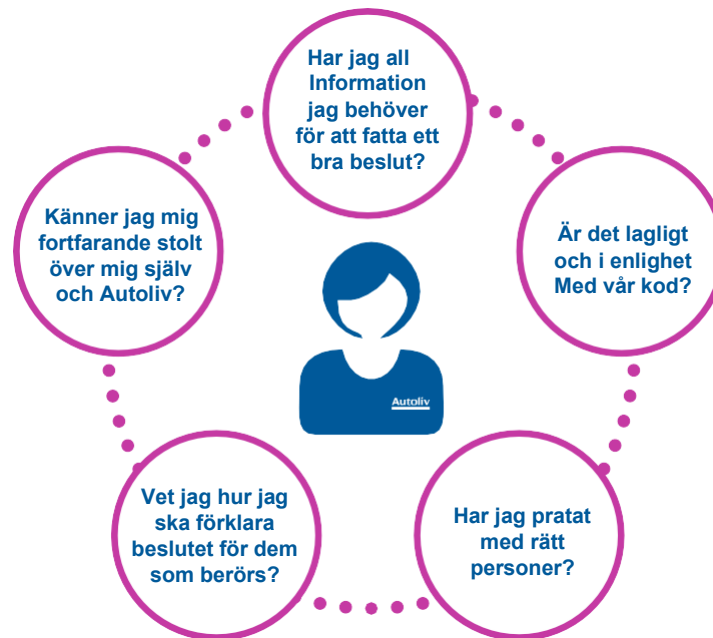 Har jag all
Information
jag behöver
för att fatta ett
bra beslut?
Är det lagligt
och i enlighet
Med vår kod?
Har jag pratat
med rätt
personer?
Vet jag hur jag
ska förklara
beslutet för dem
som berörs?
Känner jag mig
fortfarande stolt
över mig själv
och Autoliv?
Autoliv